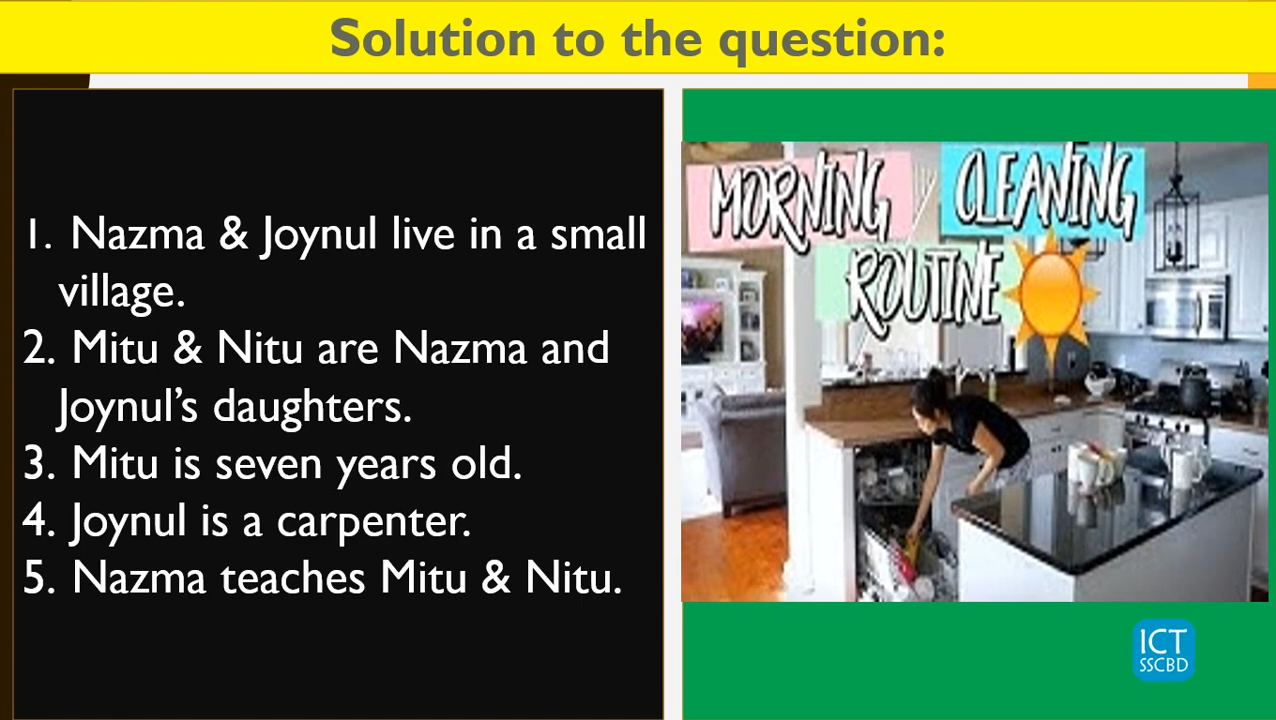 Solution to the question:
1. Nazma & Joynul live in a small
village.
2. Mitu & Nitu are Nazma and
Joynul’s daughters.
3. Mitu is seven years old.
4. Joynul is a carpenter.
5. Nazma teaches Mitu & Nitu.
MORNING CLEANING
ROUTINE
ICT
SSCBD